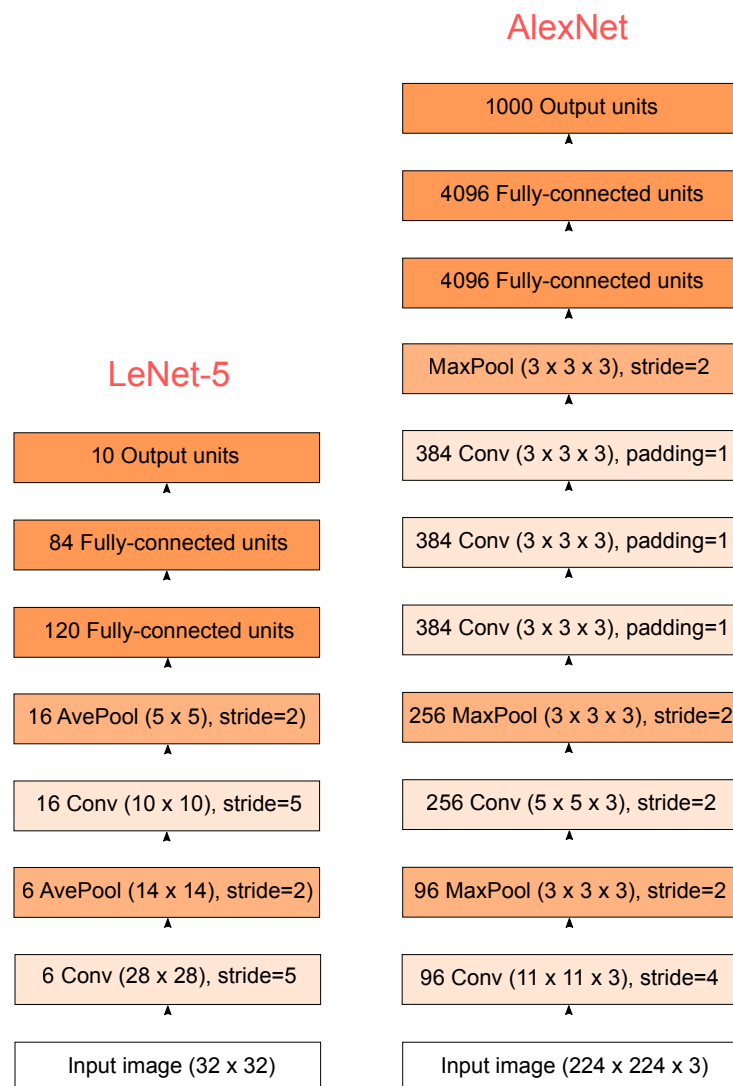 AlexNet
1000 Output units
4096 Fully-connected units
4096 Fully-connected units
MaxPool (3 x 3 x 3), stride=2
384 Conv (3 x 3 x 3), padding=1
384 Conv (3 x 3 x 3), padding=1
384 Conv (3 x 3 x 3), padding=1
256 MaxPool (3 x 3 x 3), stride=2
256 Conv (5 x 5 x 3), stride=2
96 MaxPool (3 x 3 x 3), stride=2
96 Conv (11 x 11 x 3), stride=4
Input image (224 x 224 x 3)
LeNet-5
10 Output units
84 Fully-connected units
120 Fully-connected units
16 AvePool (5 x 5), stride=2)
16 Conv (10 x 10), stride=5
6 AvePool (14 x 14), stride=2)
6 Conv (28 x 28), stride=5
Input image (32 x 32)